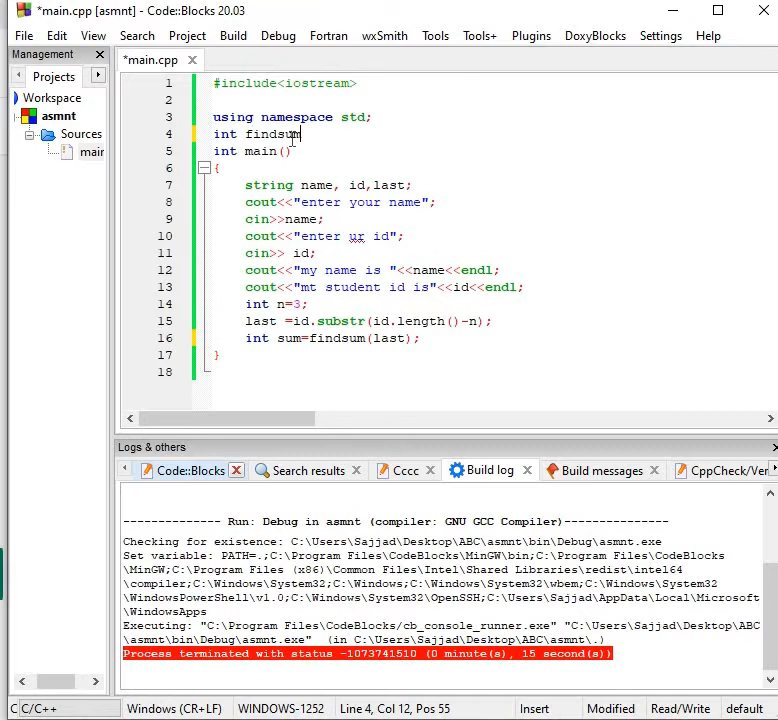 *main.cpp [asmnt] - Code::Blocks 20.03
File Edit View Search Project Build Debug Fortran wxSmith Tools Tools+ Plugins DoxyBlocks Settings Help
Management
*main.cpp
Projects
Workspace
asmnt
Sources
main
1 #include<iostream>
2
3 using namespace std;
4 int findsum
5 int main()
6 {
7 string name, id,last;
8 cout<<"enter your name";
9 cin>>name;
10 cout<<"enter ur id";
11 cin>> id;
12 cout<<"my name is "<<name<<endl;
13 cout<<"mt student id is"<<id<<endl;
14 int n=3;
15 last =id.substr(id.length()-n);
16 int sum=findsum(last);
17 }
18
Logs & others
Code::Blocks Search results Cccc Build log Build messages CppCheck/Ver
-------------- Run: Debug in asmnt (compiler: GNU GCC Compiler)---------------
Checking for existence: C:\Users\Sajjad\Desktop\ABC\asmnt\bin\Debug\asmnt.exe
Set variable: PATH=.;C:\Program Files\CodeBlocks\MinGW\bin;C:\Program Files\CodeBlocks
\MinGW;C:\Program Files (x86)\Common Files\Intel\Shared Libraries\redist\intel64
\compiler;C:\Windows\System32;C:\Windows;C:\Windows\System32\wbem;C:\Windows\System32
\WindowsPowerShell\v1.0;C:\Windows\System32\OpenSSH;C:\Users\Sajjad\AppData\Local\Microsoft
\WindowsApps
Executing: "C:\Program Files\CodeBlocks/cb_console_runner.exe" "C:\Users\Sajjad\Desktop\ABC
\asmnt\bin\Debug\asmnt.exe"  (in C:\Users\Sajjad\Desktop\ABC\asmnt\.)
Process terminated with status -1073741510 (0 minute(s), 15 second(s))
C C/C++ Windows (CR+LF) WINDOWS-1252 Line 4, Col 12, Pos 55 Insert Modified Read/Write default